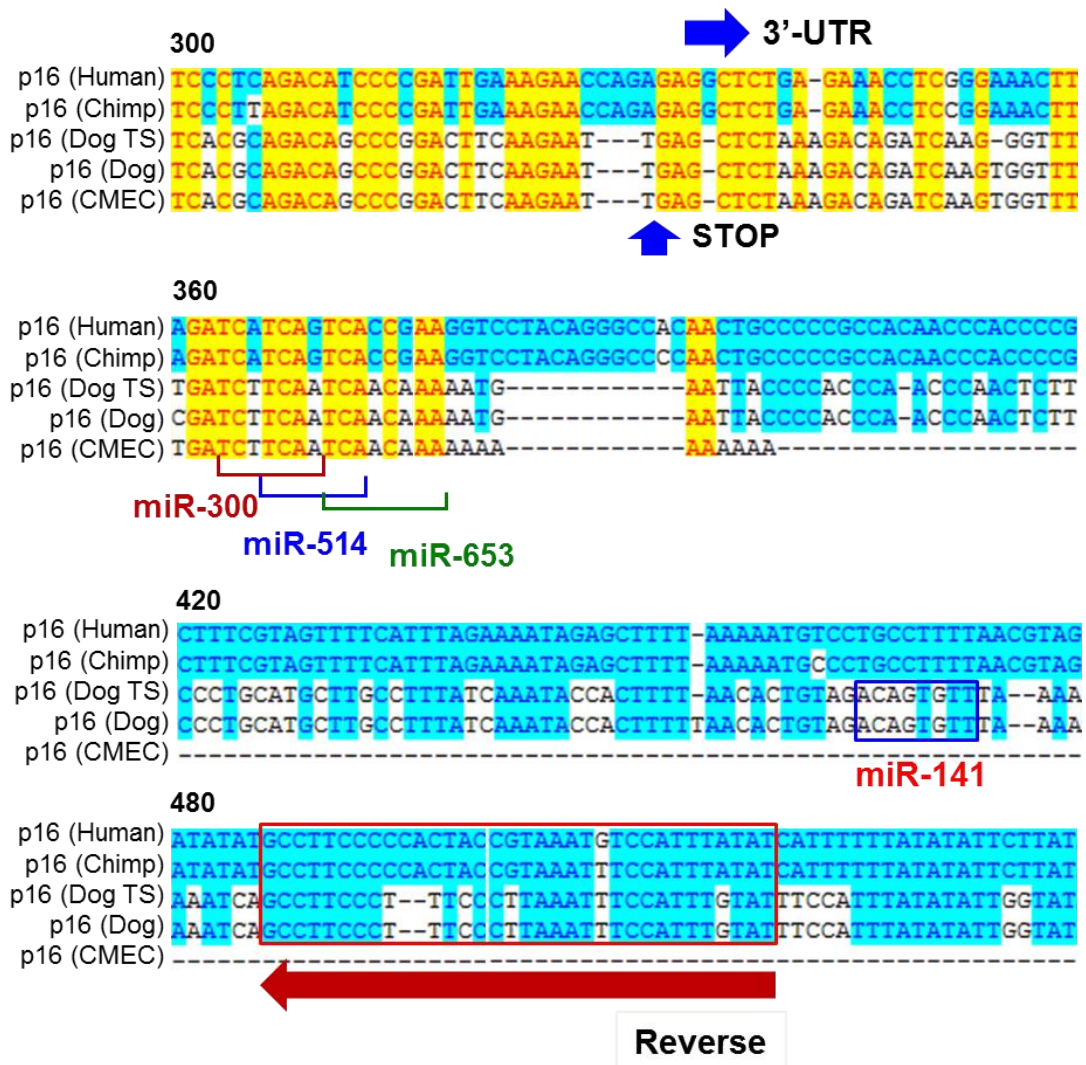 300
3'-UTR
p16 (Human) TCCCTCAGACATCCCCGATTGAAAGAACCAGAGAGGCTCTGA-GAAACCTCGGGAAACTT
p16 (Chimp) TCCCTTAGACATCCCCGATTGAAAGAACCAGAGAGGCTCTGA-GAAACCTCCGGAAACTT
p16 (Dog TS) TCACGCAGACAGCCCGGACTTCAAGAAT---TGAG-CTCTAAAGACAGATCAAG-GGTTT
p16 (Dog) TCACGCAGACAGCCCGGACTTCAAGAAT---TGAG-CTCTAAAGACAGATCAAGTGGTTT
p16 (CMEC) TCACGCAGACAGCCCGGACTTCAAGAAT---TGAG-CTCTAAAGACAGATCAAGTGGTTT
STOP
360
p16 (Human) AGATCATCAGTCACCGAAGGTCCTACAGGGCCACAACTGCCCCCGCCACAACCCACCCCG
p16 (Chimp) AGATCATCAGTCACCGAAGGTCCTACAGGGCCCCAACTGCCCCCGCCACAACCCACCCCG
p16 (Dog TS) TGATCTTCAATCAACAAAAATG------------AATTACCCCACCCA-ACCCAACTCTT
p16 (Dog) CGATCTTCAATCAACAAAAATG------------AATTACCCCACCCA-ACCCAACTCTT
p16 (CMEC) TGATCTTCAATCAACAAAAAAA------------AAAAAA--------------------
miR-300
miR-514
miR-653
420
p16 (Human) CTTTCGTAGTTTTCATTTAGAAAATAGAGCTTTT-AAAAATGTCCTGCCTTTTAACGTAG
p16 (Chimp) CTTTCGTAGTTTTCATTTAGAAAATAGAGCTTTT-AAAAATGCCCTGCCTTTTAACGTAG
p16 (Dog TS) CCCTGCATGCTTGCCTTTATCAAATACCACTTTT-AACACTGTAGACAGTGTTTA--AAA
p16 (Dog) CCCTGCATGCTTGCCTTTATCAAATACCACTTTTTAACACTGTAGACAGTGTTTA--AAA
p16 (CMEC) ------------------------------------------------------------
miR-141
480
p16 (Human) ATATATGCCTTCCCCCACTACCGTAAATGTCCATTTATATCATTTTTTATATATTCTTAT
p16 (Chimp) ATATATGCCTTCCCCCACTACCGTAAATTTCCATTTATATCATTTTTTATATATTCTTAT
p16 (Dog TS) AAATCAGCCTTCCCT--TTCCCTTAAATTTCCATTTGTATTTCCATTTATATATTGGTAT
p16 (Dog) AAATCAGCCTTCCCT--TTCCCTTAAATTTCCATTTGTATTTCCATTTATATATTGGTAT
p16 (CMEC) ------------------------------------------------------------
Reverse